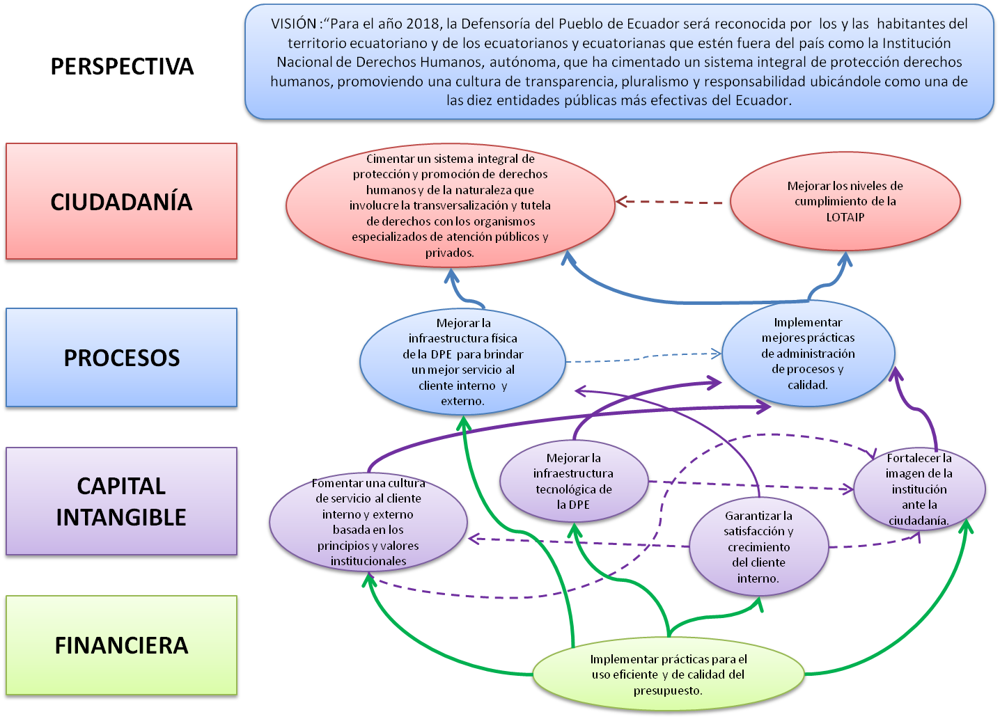 PERSPECTIVA
VISIÓN :“Para el año 2018, la Defensoría del Pueblo de Ecuador será reconocida por los y las habitantes del
territorio ecuatoriano y de los ecuatorianos y ecuatorianas que estén fuera del país como la Institución
Nacional de Derechos Humanos, autónoma, que ha cimentado un sistema integral de protección derechos
humanos, promoviendo una cultura de transparencia, pluralismo y responsabilidad ubicándole como una de
las diez entidades públicas más efectivas del Ecuador.
CIUDADANÍA
Cimentar un sistema integral de
protección y promoción de derechos
humanos y de la naturaleza que
involucre la transversalización y tutela
de derechos con los organismos
especializados de atención públicos y
privados.
Mejorar los niveles de
cumplimiento de la
LOTAIP
PROCESOS
Mejorar la
infraestructura física
de la DPE para brindar
un mejor servicio al
cliente interno y
externo.
Implementar
mejores prácticas
de administración
de procesos y
calidad.
CAPITAL
INTANGIBLE
Fomentar una cultura
de servicio al cliente
interno y externo
basada en los
principios y valores
institucionales
Mejorar la
infraestructura
tecnológica de
la DPE
Garantizar la
satisfacción y
crecimiento
del cliente
interno.
Fortalecer la
imagen de la
institución
ante la
ciudadanía.
FINANCIERA
Implementar prácticas para el
uso eficiente y de calidad del
presupuesto.